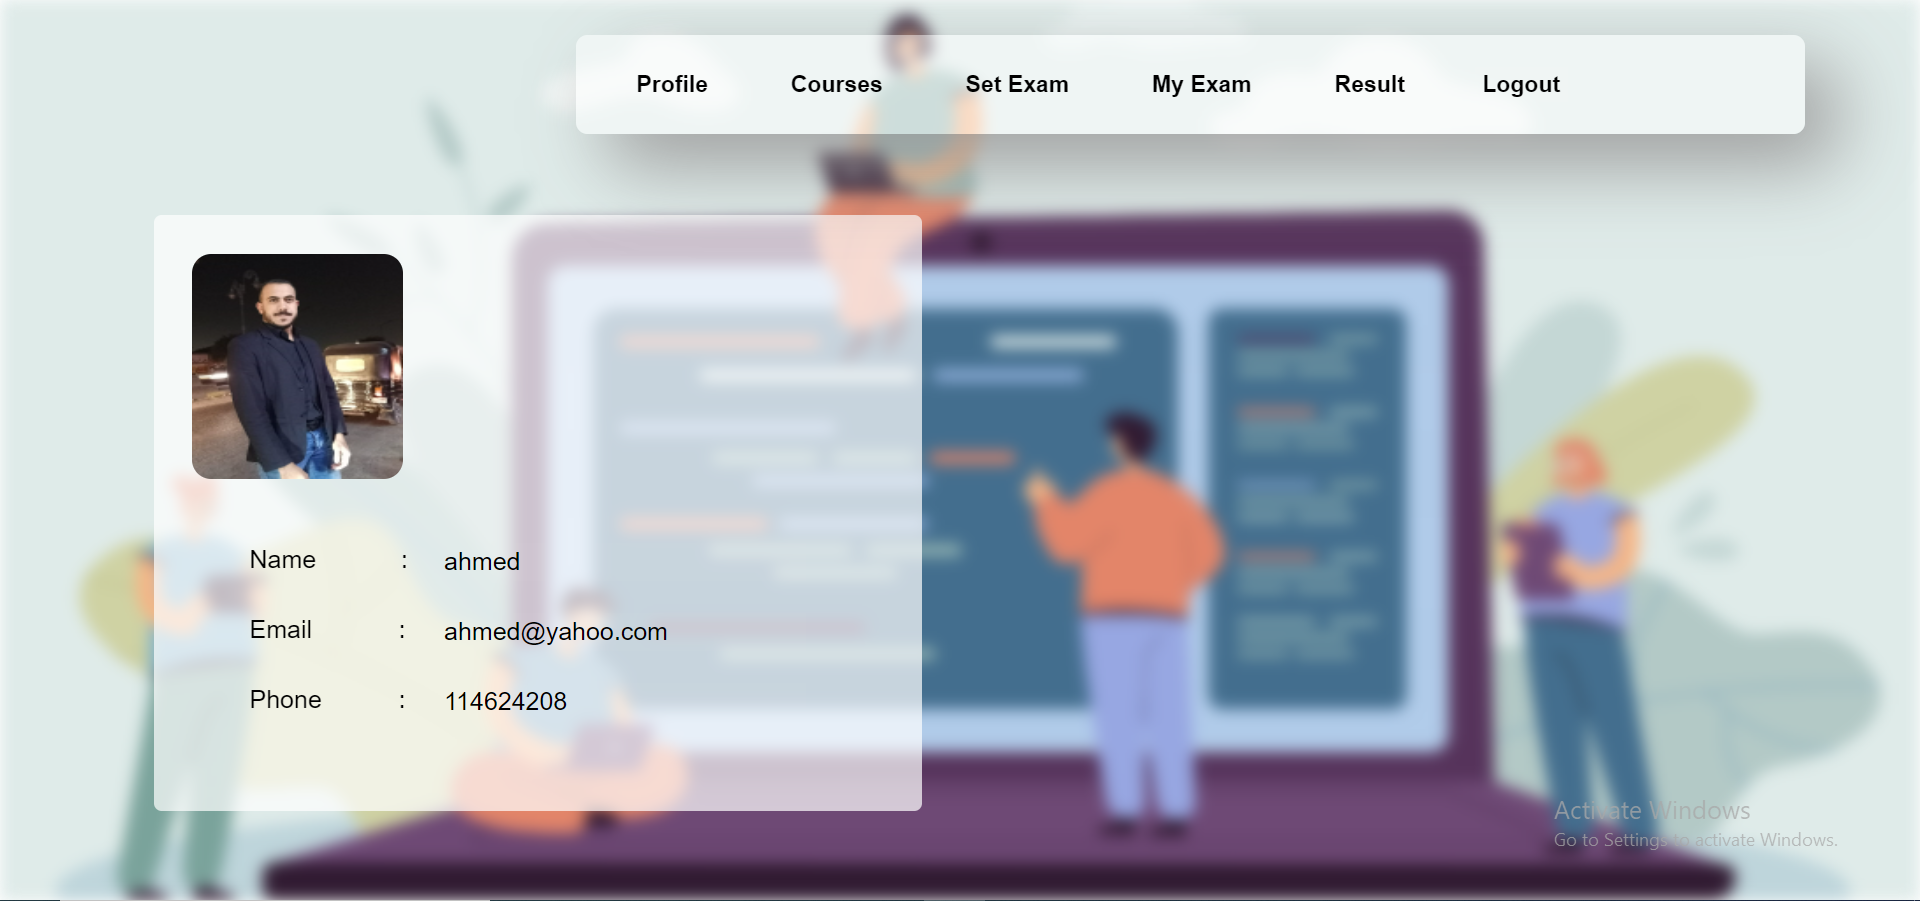 Profile Courses Set Exam My Exam Result Logout
Name : ahmed
Email : ahmed@yahoo.com
Phone : 114624208
Activate Windows
Go to Settings to activate Windows.